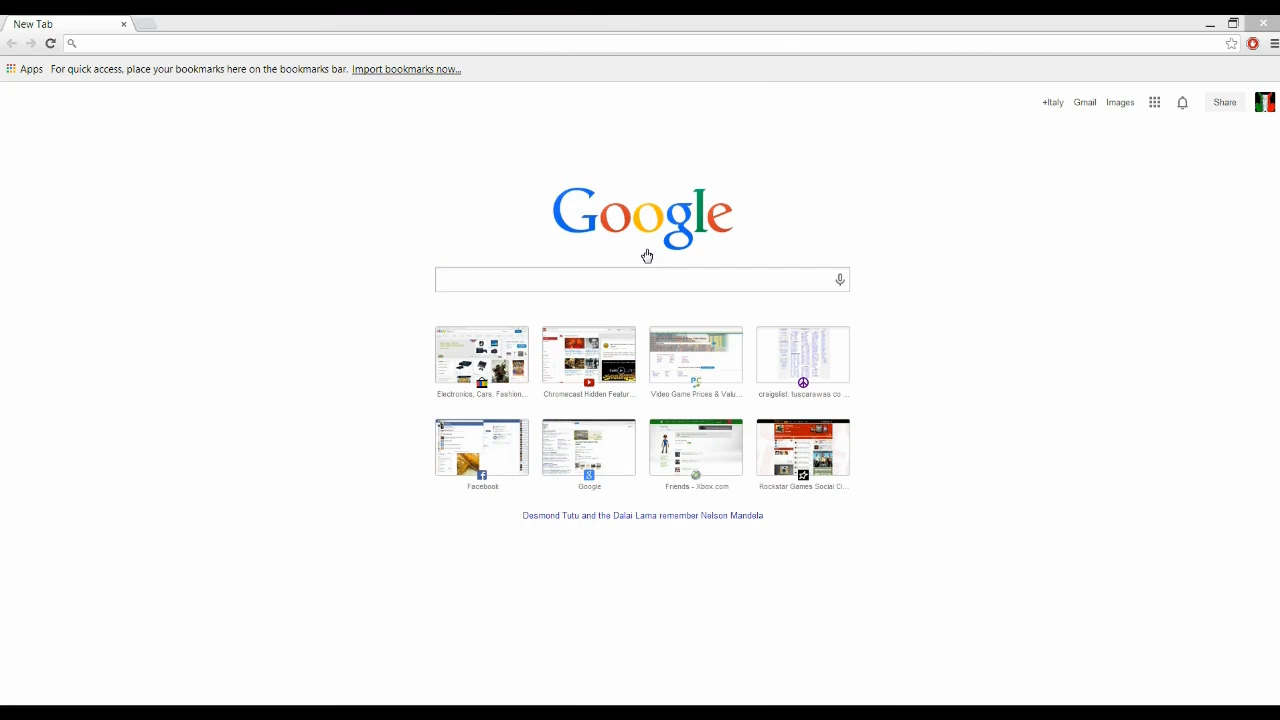 New Tab
Apps For quick access, place your bookmarks here on the bookmarks bar. Import bookmarks now...
+Italy Gmail Images Share
Google
Electronics, Cars, Fashion... Chromecast Hidden Featur... Video Game Prices & Valu... craigslist: tuscarawas co ...
Facebook Google Friends - Xbox.com Rockstar Games Social Cl...
Desmond Tutu and the Dalai Lama remember Nelson Mandela